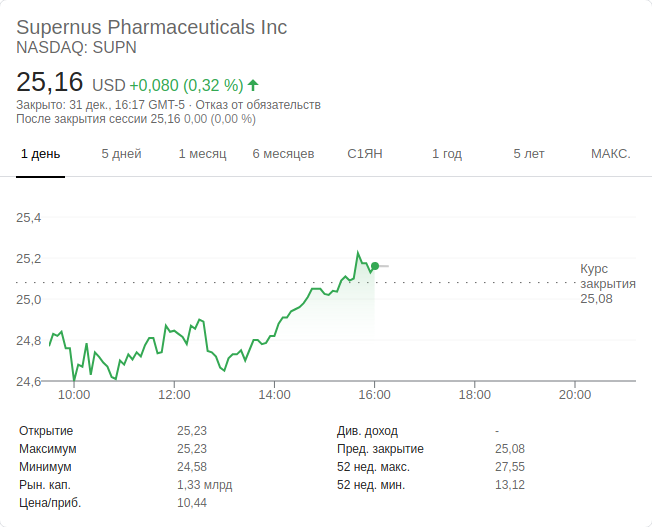 Supernus Pharmaceuticals Inc
NASDAQ: SUPN
25,16 USD +0,080 (0,32 %)
Закрыто: 31 дек., 16:17 GMT-5 · Отказ от обязательств
После закрытия сессии 25,16 0,00 (0,00 %)
1 день 5 дней 1 месяц 6 месяцев С1ЯН 1 год 5 лет МАКС.
25,4
25,2
Курс
закрытия
25,0
25,08
24,8
24,6
10:00 12:00 14:00 16:00 18:00 20:00
Открытие 25,23 Див. доход -
Максимум 25,23 Пред. закрытие 25,08
Минимум 24,58 52 нед. макс. 27,55
Рын. кап. 1,33 млрд 52 нед. мин. 13,12
Цена/приб. 10,44